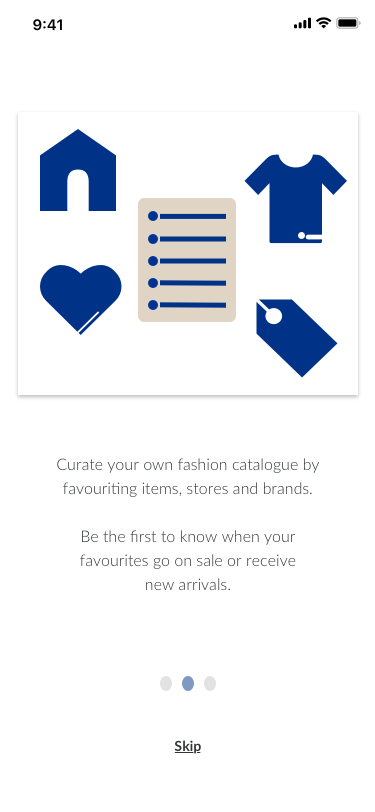 9:41
Curate your own fashion catalogue by
favouriting items, stores and brands.
Be the first to know when your
favourites go on sale or receive
new arrivals.
Skip